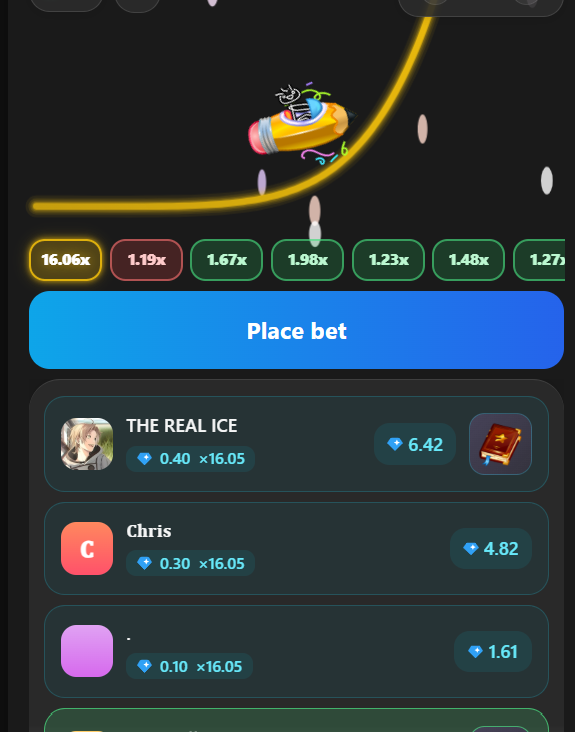 16.06x 1.19x 1.67x 1.98x 1.23x 1.48x 1.27x
Place bet
THE REAL ICE
0.40 ×16.05
6.42
C
Chris
0.30 ×16.05
4.82
.
0.10 ×16.05
1.61